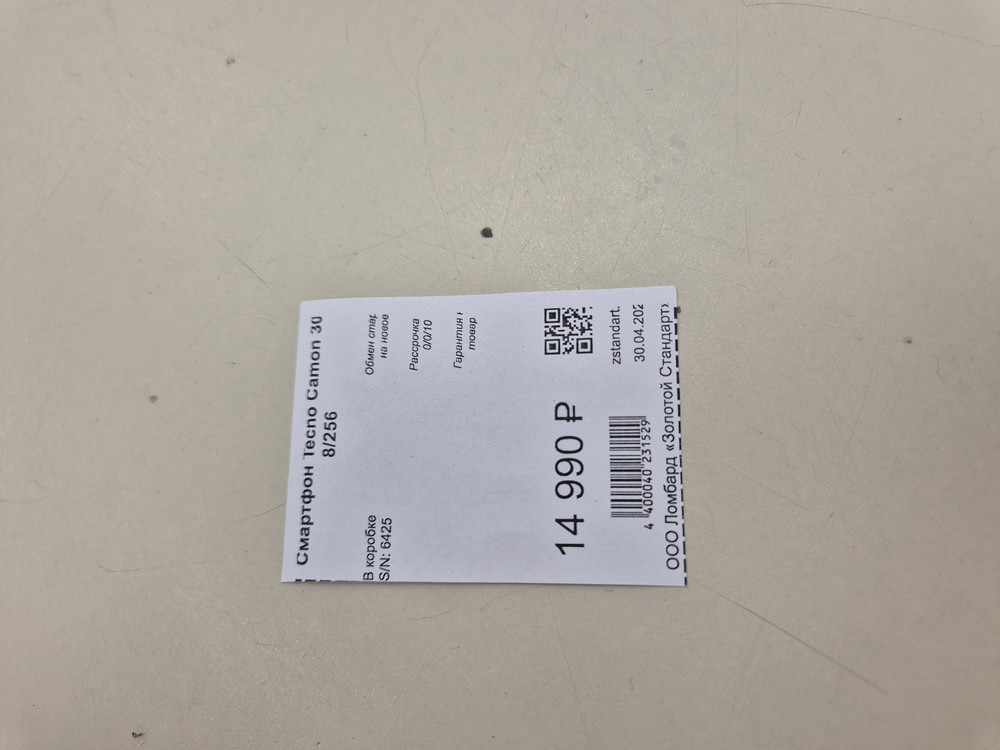 Смартфон Tecno Camon 30
8/256
В коробке
S/N: 6425
Обмен
на новое
Рассрочка
0/0/10
Гарантия
товар
14 990 ₽
4 400040 231529
zstandart.
30.04.202
ООО Ломбард «Золотой Стандарт»